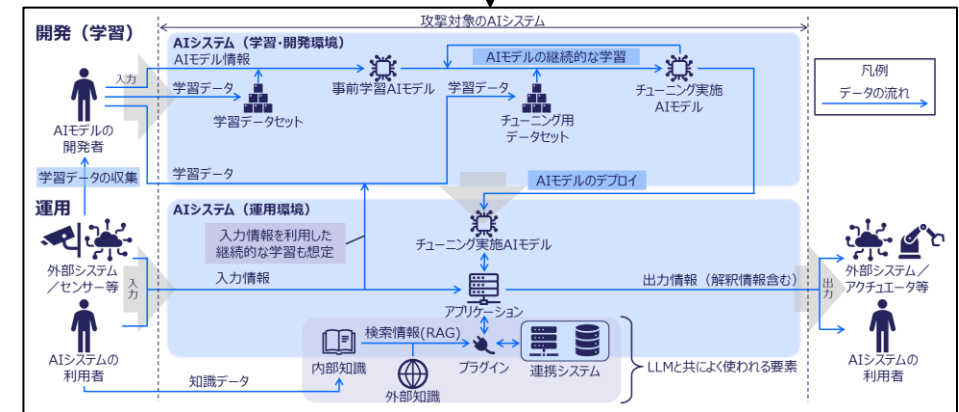 攻撃対象のAIシステム
開発（学習）
AIシステム（学習・開発環境）
AIモデル情報
入力
学習データ
学習データセット
事前学習AIモデル
AIモデルの継続的な学習
学習データ
チューニング用
データセット
チューニング実施
AIモデル
凡例
データの流れ
AIモデルの
開発者
学習データ
学習データの収集
AIモデルのデプロイ
運用
AIシステム（運用環境）
入力情報を利用した
継続的な学習も想定
チューニング実施AIモデル
外部システム
／センサー等
入力
入力情報
アプリケーション
出力情報（解釈情報含む）
出力
外部システム／
アクチュエータ等
検索情報(RAG)
内部知識
外部知識
プラグイン
連携システム
LLMと共によく使われる要素
AIシステムの
利用者
知識データ
AIシステムの
利用者